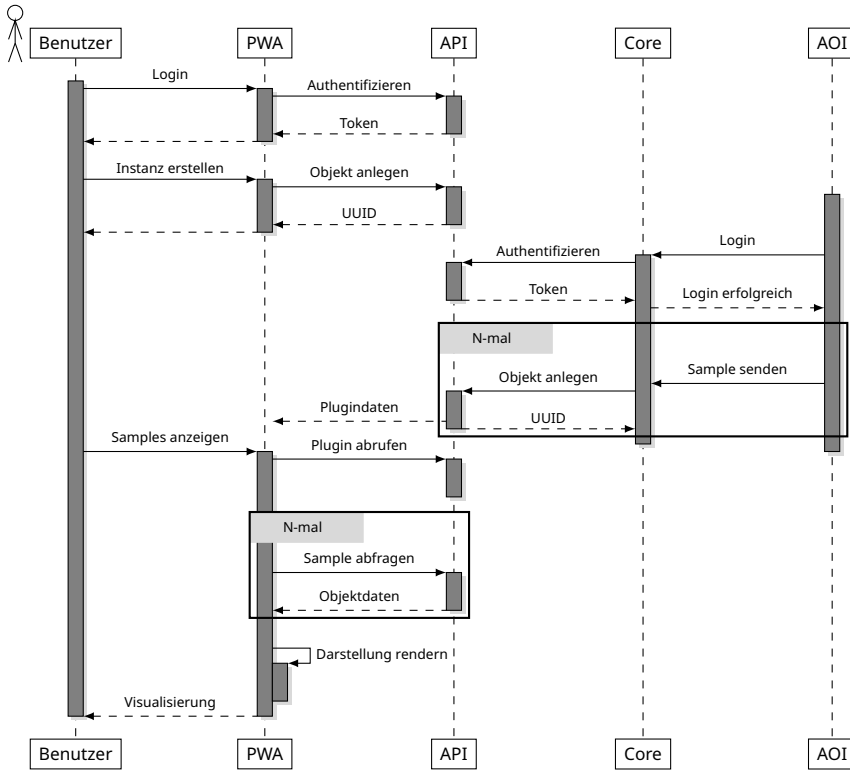 Benutzer
PWA
API
Core
AOI
Login
Authentifizieren
Token
Instanz erstellen
Objekt anlegen
UUID
Login
Authentifizieren
Token
Login erfolgreich
N-mal
Sample senden
Objekt anlegen
Plugindaten
UUID
Samples anzeigen
Plugin abrufen
N-mal
Sample abfragen
Objektdaten
Darstellung rendern
Visualisierung
Benutzer
PWA
API
Core
AOI